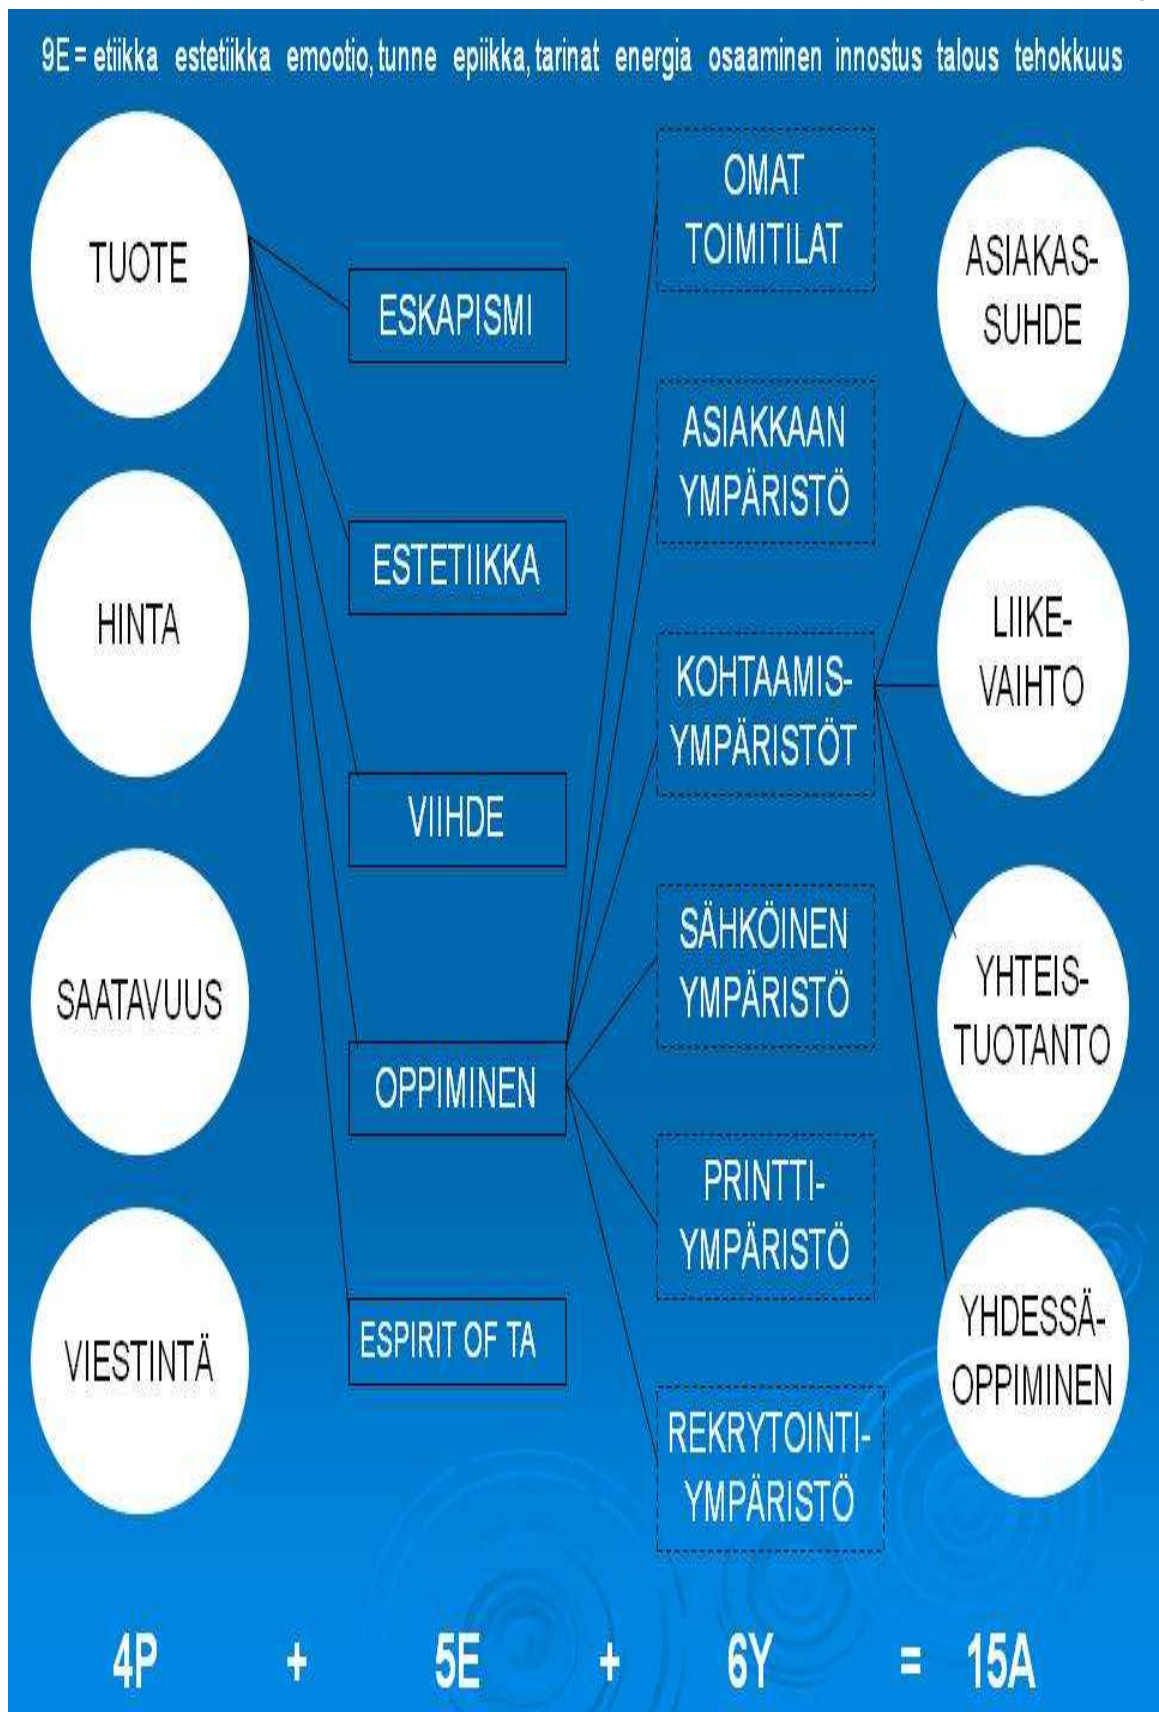 9E = etiikka estetiikka emootio, tunne epiikka, tarinat energia osaaminen innostus talous tehokkuus
TUOTE
HINTA
SAATAVUUS
VIESTINTÄ
ESKAPISMI
ESTETIIKKA
VIIHDE
OPPIMINEN
ESPIRIT OF TA
OMAT
TOIMITILAT
ASIAKKAAN
YMPÄRISTÖ
KOHTAAMIS-
YMPÄRISTÖT
SÄHKÖINEN
YMPÄRISTÖ
PRINTTI-
YMPÄRISTÖ
REKRYTOINTI-
YMPÄRISTÖ
ASIAKAS-
SUHDE
LIIKE-
VAIHTO
YHTEIS-
TUOTANTO
YHDESSÄ-
OPPIMINEN
4P + 5E + 6Y = 15A